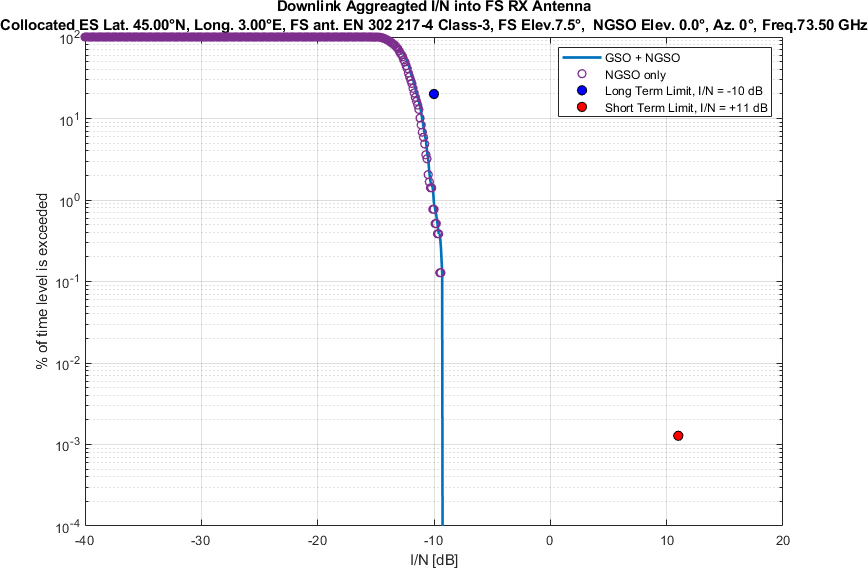 Downlink Aggreagted I/N into FS RX Antenna
Collocated ES Lat. 45.00°N, Long. 3.00°E, FS ant. EN 302 217-4 Class-3, FS Elev.7.5°, NGSO Elev. 0.0°, Az. 0°, Freq.73.50 GHz
GSO + NGSO
NGSO only
Long Term Limit, I/N = -10 dB
Short Term Limit, I/N = +11 dB
% of time level is exceeded
10^2
10^1
10^0
10^-1
10^-2
10^-3
10^-4
-40 -30 -20 -10 0 10 20
I/N [dB]